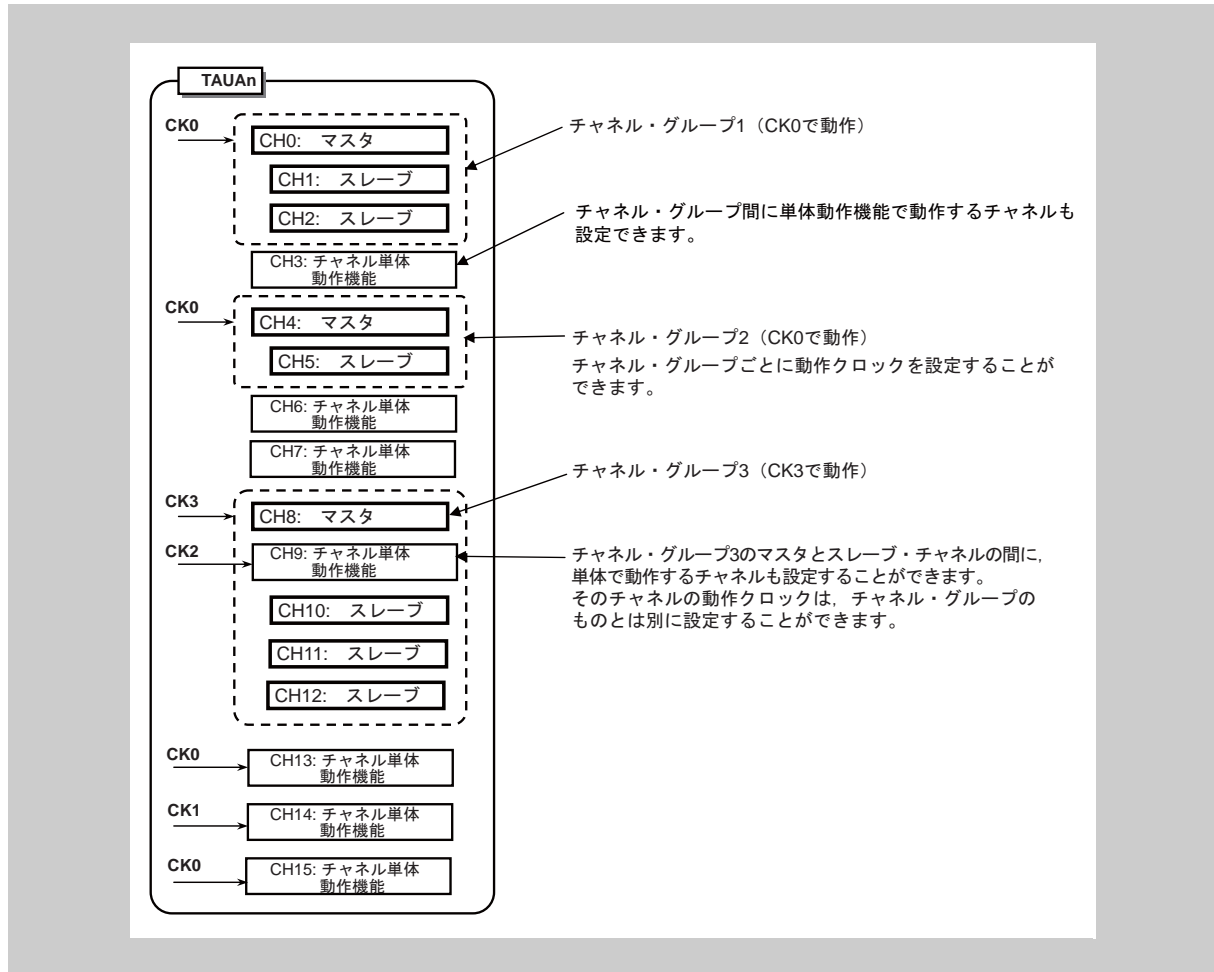 TAUAn
CK0
CH0: マスタ
CH1: スレーブ
CH2: スレーブ
チャネル・グループ1（CK0で動作）
CH3: チャネル単体
動作機能
チャネル・グループ間に単体動作機能で動作するチャネルも
設定できます。
CK0
CH4: マスタ
CH5: スレーブ
チャネル・グループ2（CK0で動作）
チャネル・グループごとに動作クロックを設定することが
できます。
CH6: チャネル単体
動作機能
CH7: チャネル単体
動作機能
チャネル・グループ3（CK3で動作）
CK3
CH8: マスタ
CK2
CH9: チャネル単体
動作機能
チャネル・グループ3のマスタとスレーブ・チャネルの間に，
単体で動作するチャネルも設定することができます。
そのチャネルの動作クロックは，チャネル・グループの
ものとは別に設定することができます。
CH10: スレーブ
CH11: スレーブ
CH12: スレーブ
CK0
CH13: チャネル単体
動作機能
CK1
CH14: チャネル単体
動作機能
CK0
CH15: チャネル単体
動作機能